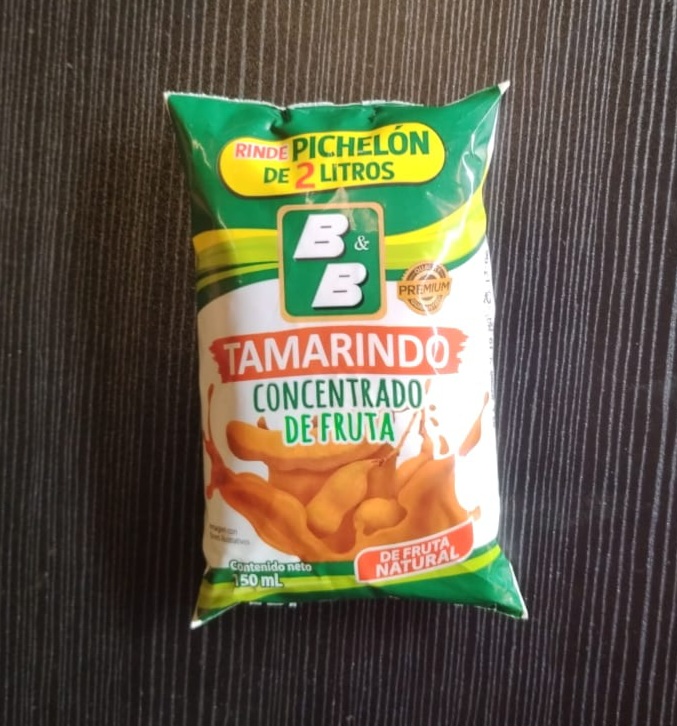 RINDE PICHELÓN
DE 2 LITROS
B & B
PREMIUM
TAMARINDO
CONCENTRADO
DE FRUTA
DE FRUTA
NATURAL
Contenido neto
150 mL